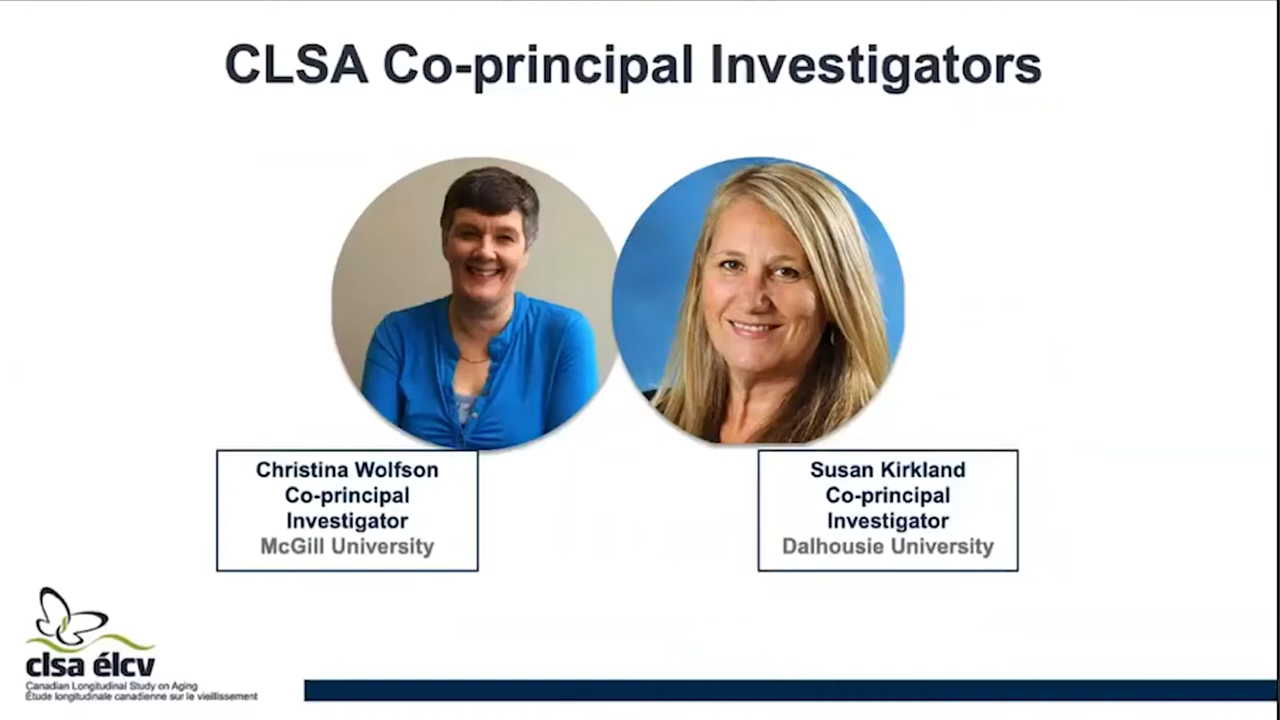 CLSA Co-principal Investigators
Christina Wolfson
Co-principal
Investigator
McGill University
Susan Kirkland
Co-principal
Investigator
Dalhousie University
clsa élcv
Canadian Longitudinal Study on Aging
Étude longitudinale canadienne sur le vieillissement